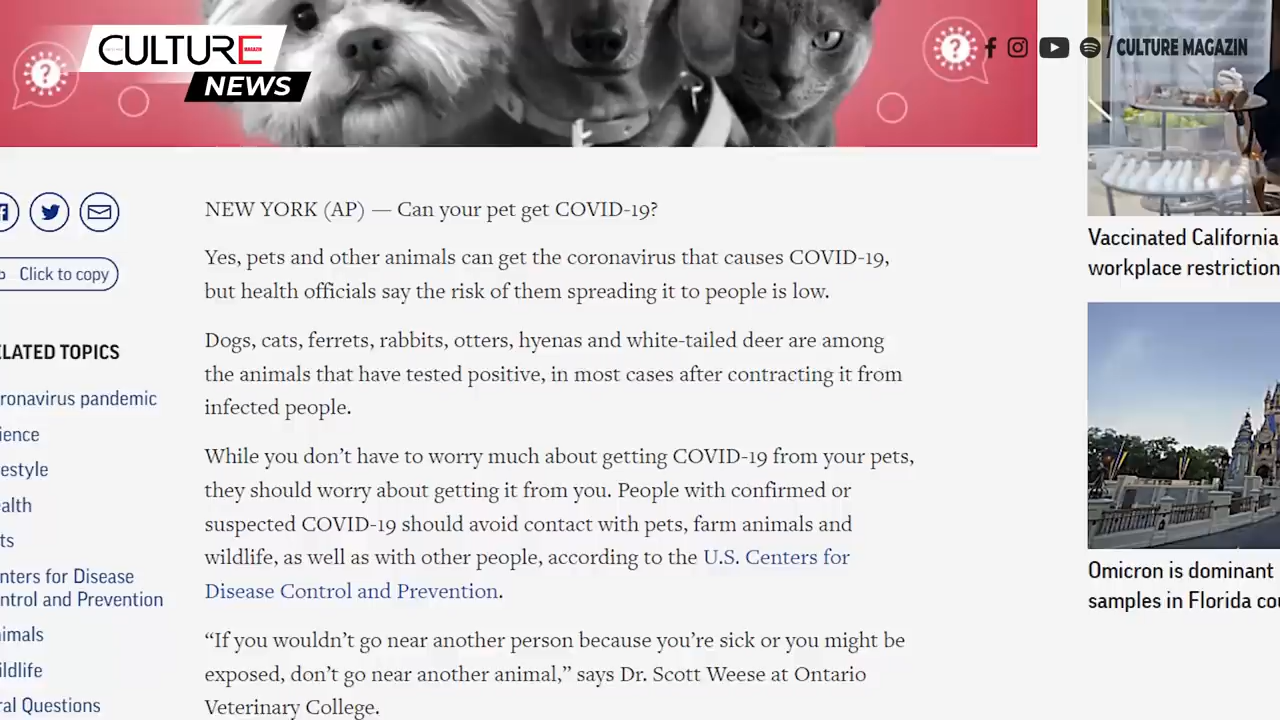 CULTURE
MAGAZIN
NEWS
/ CULTURE MAGAZIN
NEW YORK (AP) — Can your pet get COVID-19?
Yes, pets and other animals can get the coronavirus that causes COVID-19,
but health officials say the risk of them spreading it to people is low.
Dogs, cats, ferrets, rabbits, otters, hyenas and white-tailed deer are among
the animals that have tested positive, in most cases after contracting it from
infected people.
While you don’t have to worry much about getting COVID-19 from your pets,
they should worry about getting it from you. People with confirmed or
suspected COVID-19 should avoid contact with pets, farm animals and
wildlife, as well as with other people, according to the U.S. Centers for
Disease Control and Prevention.
“If you wouldn’t go near another person because you’re sick or you might be
exposed, don’t go near another animal,” says Dr. Scott Weese at Ontario
Veterinary College.
Click to copy
ELATED TOPICS
ronavirus pandemic
ience
estyle
alth
ts
nters for Disease
ntrol and Prevention
imals
ildlife
ral Questions
Vaccinated California
workplace restriction
Omicron is dominant
samples in Florida cou